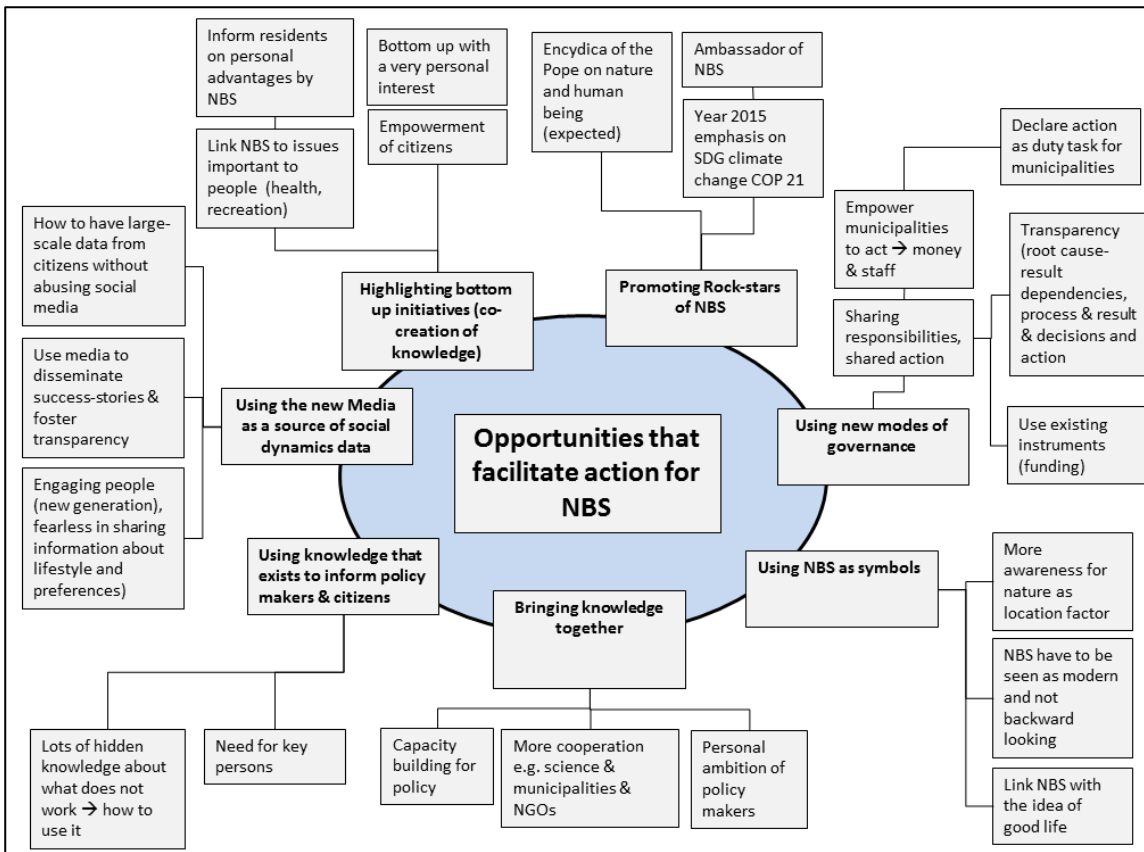 Inform residents
on personal
advantages by
NBS
Link NBS to issues
important to
people  (health,
recreation)
Bottom up with
a very personal
interest
Empowerment
of citizens
Encydica of the
Pope on nature
and human
being
(expected)
Ambassador of
NBS
Year 2015
emphasis on
SDG climate
change COP 21
Declare action
as duty task for
municipalities
Empower
municipalities
to act → money
& staff
Sharing
responsibilities,
shared action
Transparency
(root cause-
result
dependencies,
process & result
& decisions and
action
Use existing
instruments
(funding)
How to have large-
scale data from
citizens without
abusing social
media
Use media to
disseminate
success-stories &
foster
transparency
Engaging people
(new generation),
fearless in sharing
information about
lifestyle and
preferences)
Highlighting bottom
up initiatives (co-
creation of
knowledge)
Promoting Rock-stars
of NBS
Using the new Media
as a source of social
dynamics data
Opportunities that
facilitate action for
NBS
Using new modes of
governance
Using knowledge that
exists to inform policy
makers & citizens
Bringing knowledge
together
Using NBS as symbols
More
awareness for
nature as
location factor
NBS have to be
seen as modern
and not
backward
looking
Link NBS with
the idea of
good life
Lots of hidden
knowledge about
what does not
work → how to
use it
Need for key
persons
Capacity
building for
policy
More cooperation
e.g. science &
municipalities &
NGOs
Personal
ambition of
policy
makers